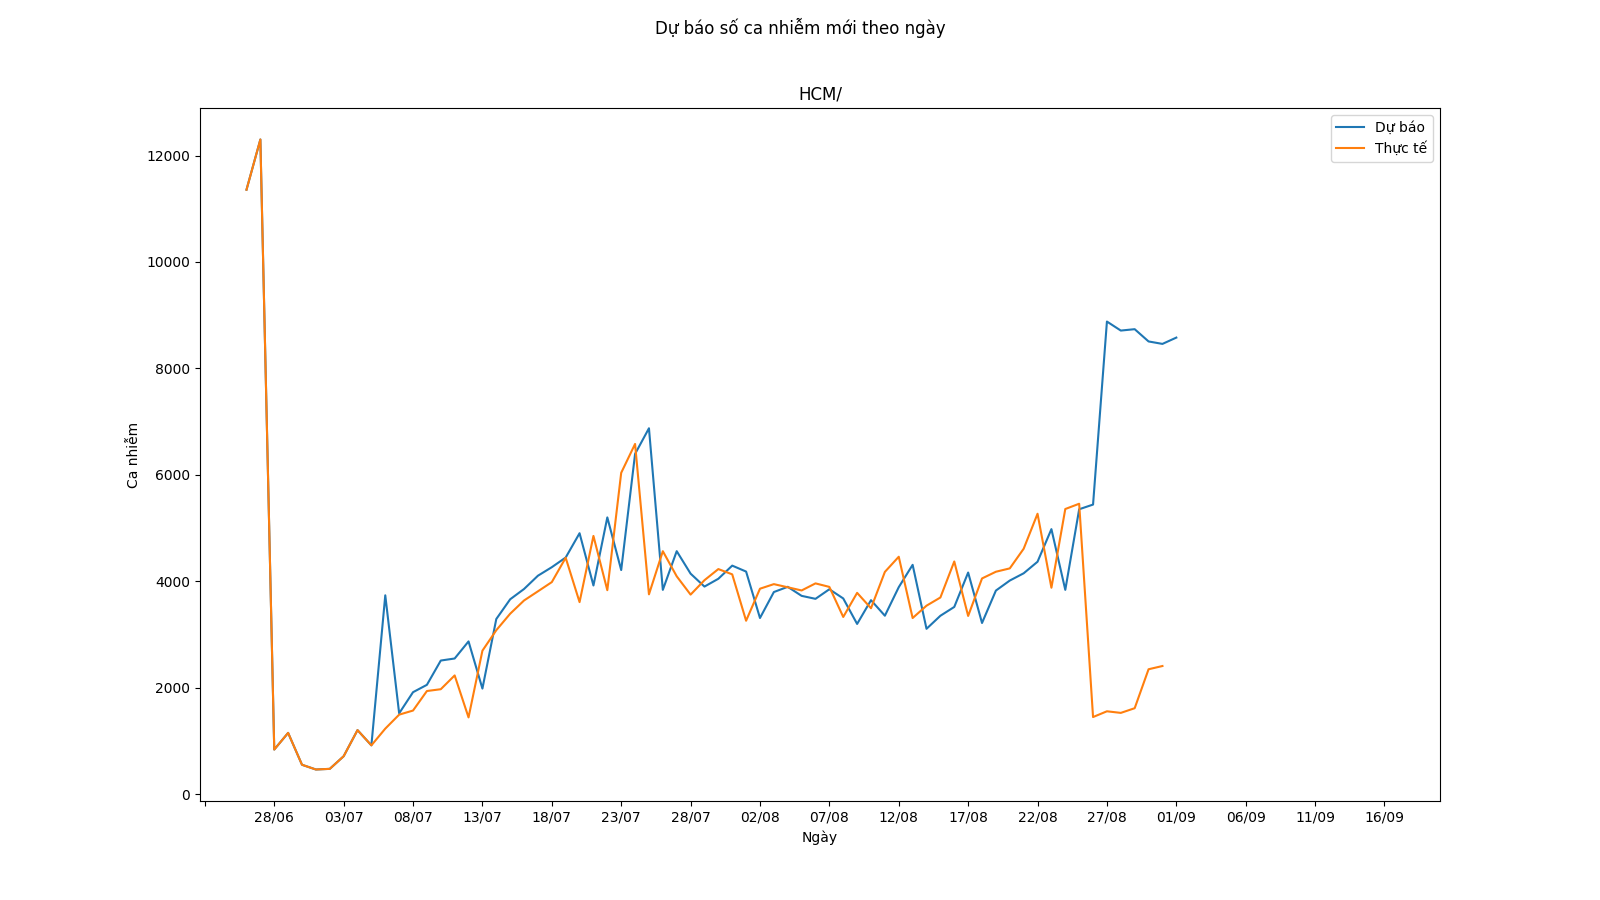 Dự báo số ca nhiễm mới theo ngày
HCM/
Dự báo
Thực tế
12000
10000
8000
6000
4000
2000
0
Ca nhiễm
28/06 03/07 08/07 13/07 18/07 23/07 28/07 02/08 07/08 12/08 17/08 22/08 27/08 01/09 06/09 11/09 16/09
Ngày